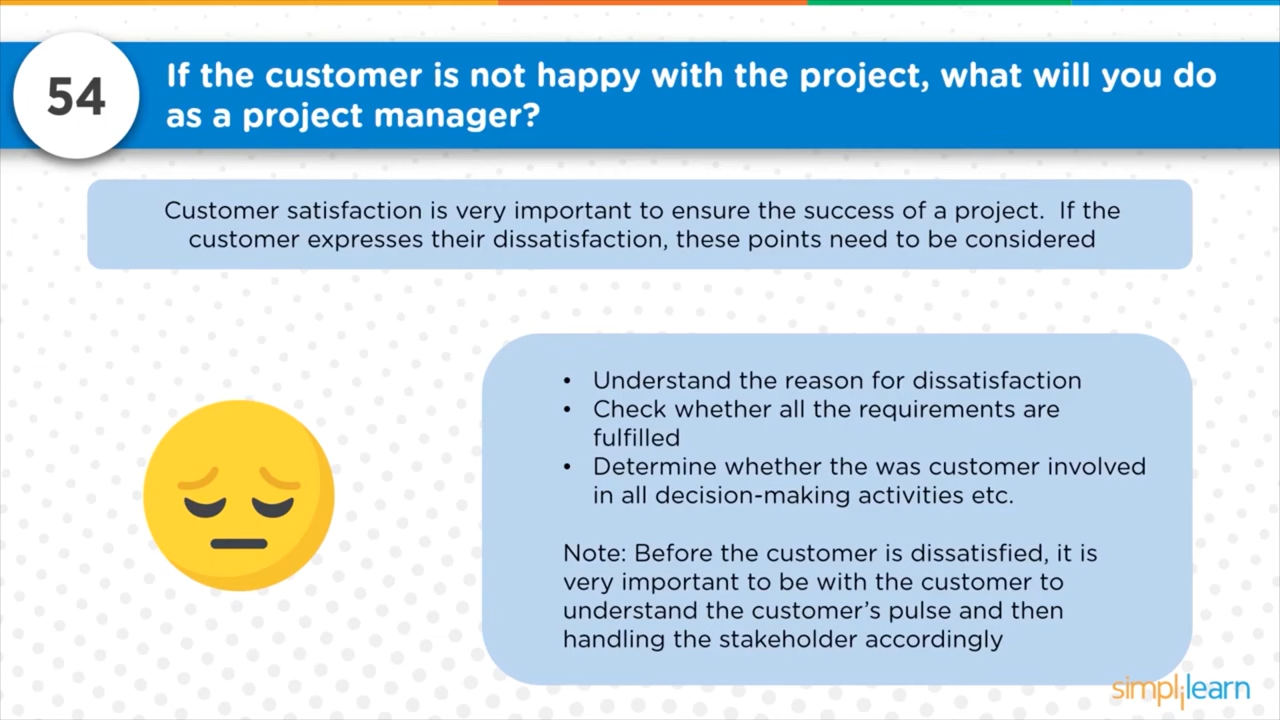 54
If the customer is not happy with the project, what will you do
as a project manager?
Customer satisfaction is very important to ensure the success of a project.  If the
customer expresses their dissatisfaction, these points need to be considered
• Understand the reason for dissatisfaction
• Check whether all the requirements are
fulfilled
• Determine whether the was customer involved
in all decision-making activities etc.
Note: Before the customer is dissatisfied, it is
very important to be with the customer to
understand the customer’s pulse and then
handling the stakeholder accordingly
simplilearn